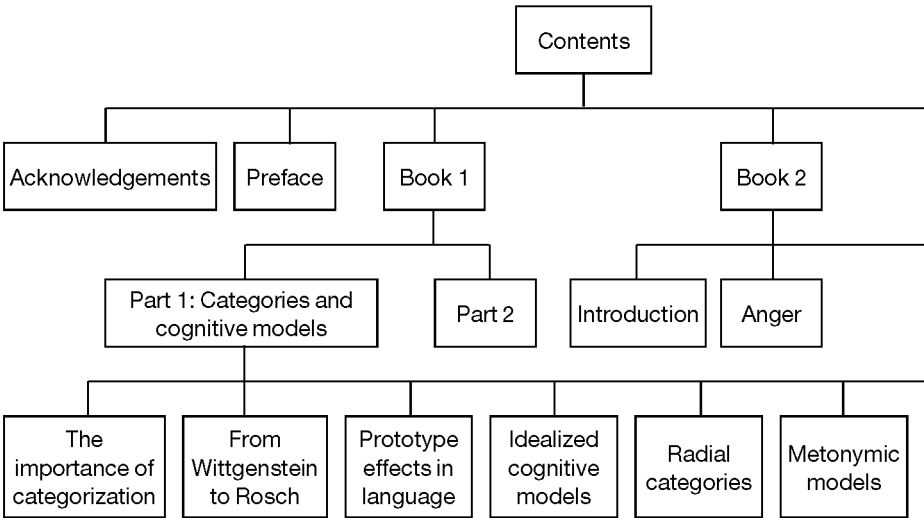 Contents
Acknowledgements
Preface
Book 1
Book 2
Part 1: Categories and
cognitive models
Part 2
Introduction
Anger
The
importance of
categorization
From
Wittgenstein
to Rosch
Prototype
effects in
language
Idealized
cognitive
models
Radial
categories
Metonymic
models